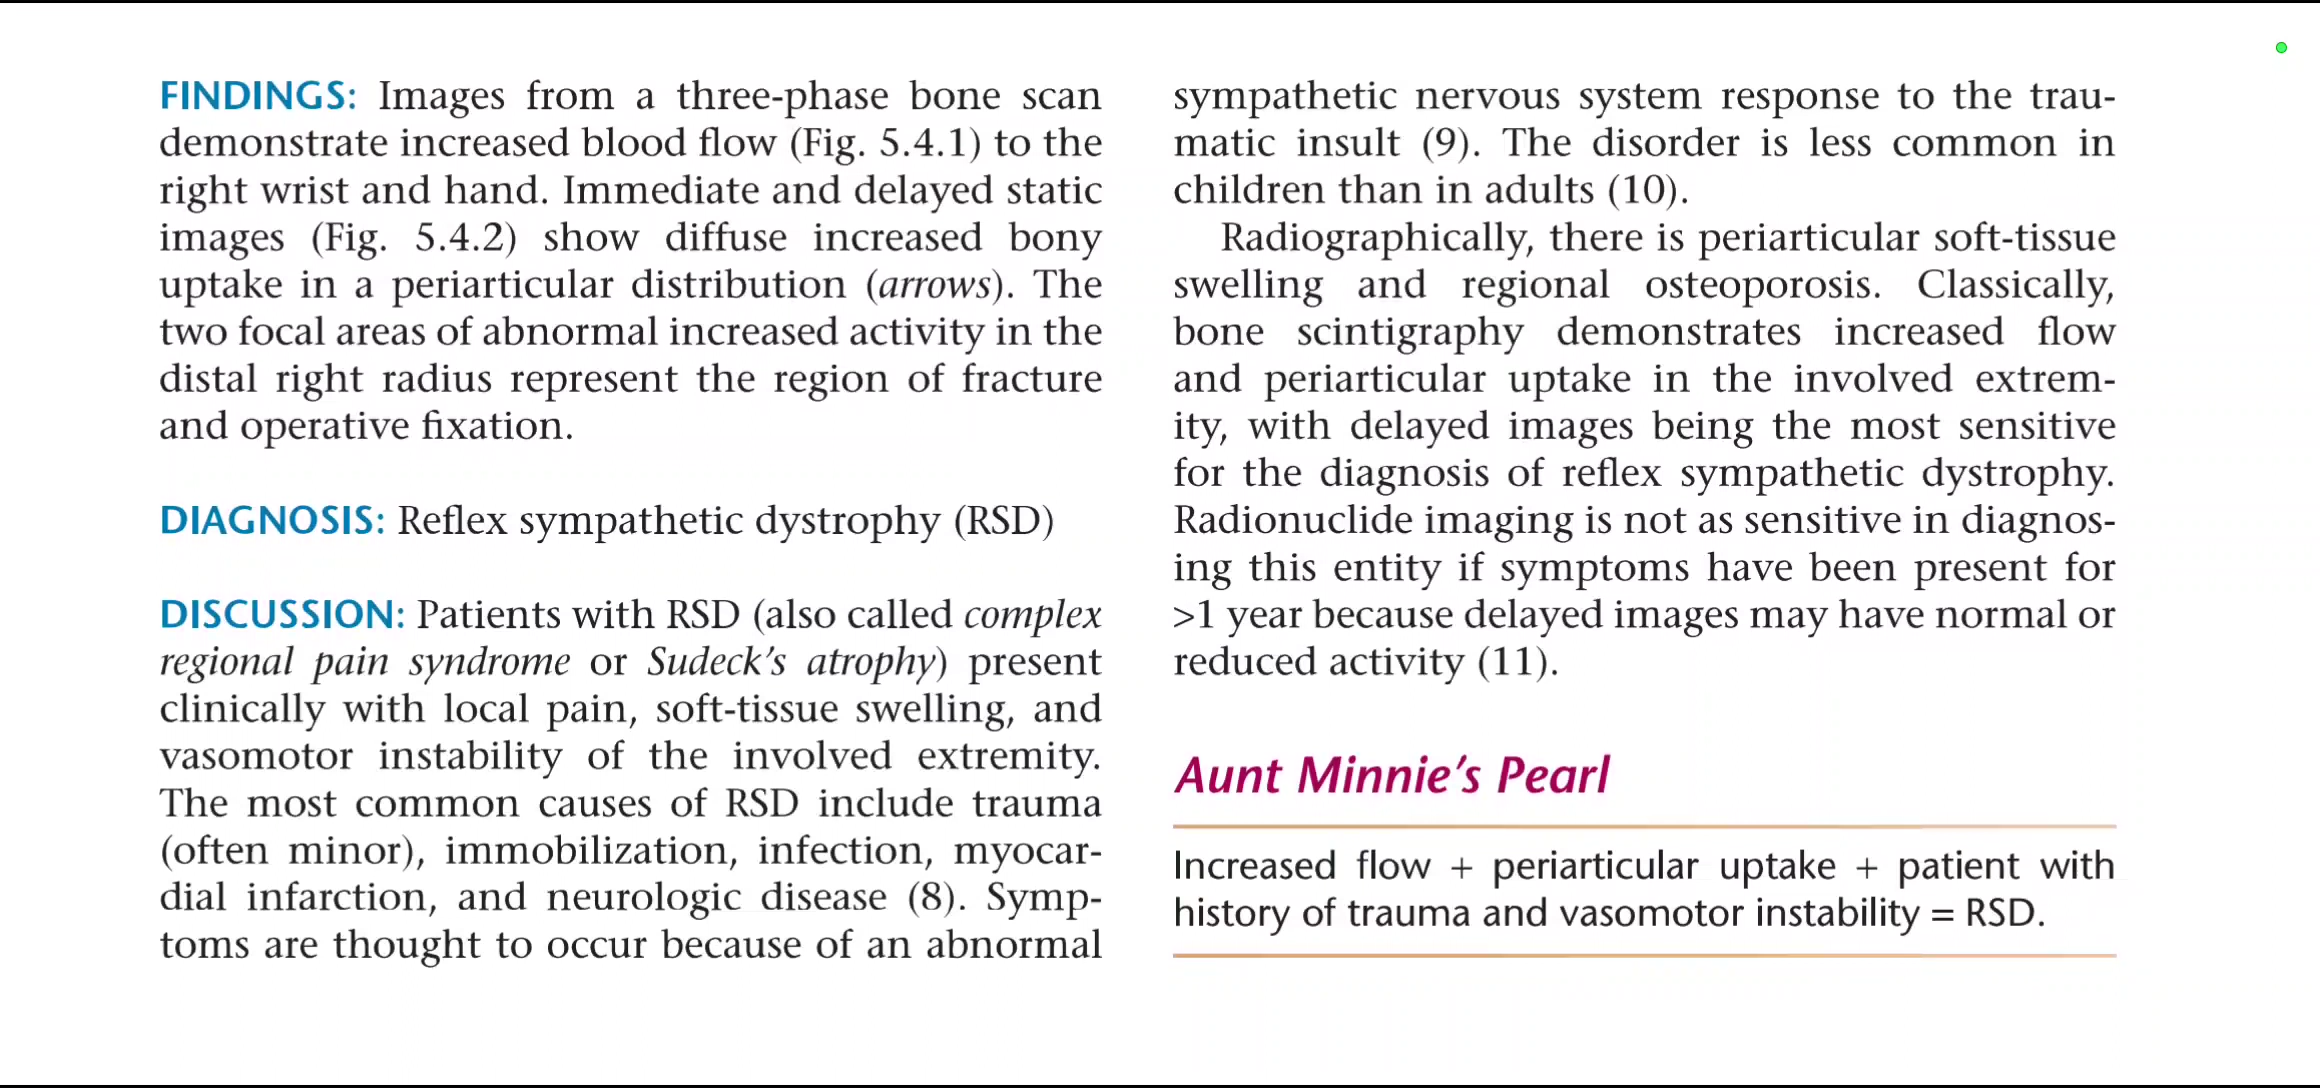 FINDINGS: Images from a three-phase bone scan
demonstrate increased blood flow (Fig. 5.4.1) to the
right wrist and hand. Immediate and delayed static
images (Fig. 5.4.2) show diffuse increased bony
uptake in a periarticular distribution (arrows). The
two focal areas of abnormal increased activity in the
distal right radius represent the region of fracture
and operative fixation.
DIAGNOSIS: Reflex sympathetic dystrophy (RSD)
DISCUSSION: Patients with RSD (also called complex
regional pain syndrome or Sudeck's atrophy) present
clinically with local pain, soft-tissue swelling, and
vasomotor instability of the involved extremity.
The most common causes of RSD include trauma
(often minor), immobilization, infection, myocar-
dial infarction, and neurologic disease (8). Symp-
toms are thought to occur because of an abnormal
sympathetic nervous system response to the trau-
matic insult (9). The disorder is less common in
children than in adults (10).
Radiographically, there is periarticular soft-tissue
swelling and regional osteoporosis. Classically,
bone scintigraphy demonstrates increased flow
and periarticular uptake in the involved extrem-
ity, with delayed images being the most sensitive
for the diagnosis of reflex sympathetic dystrophy.
Radionuclide imaging is not as sensitive in diagnos-
ing this entity if symptoms have been present for
>1 year because delayed images may have normal or
reduced activity (11).
Aunt Minnie's Pearl
Increased flow + periarticular uptake + patient with
history of trauma and vasomotor instability = RSD.